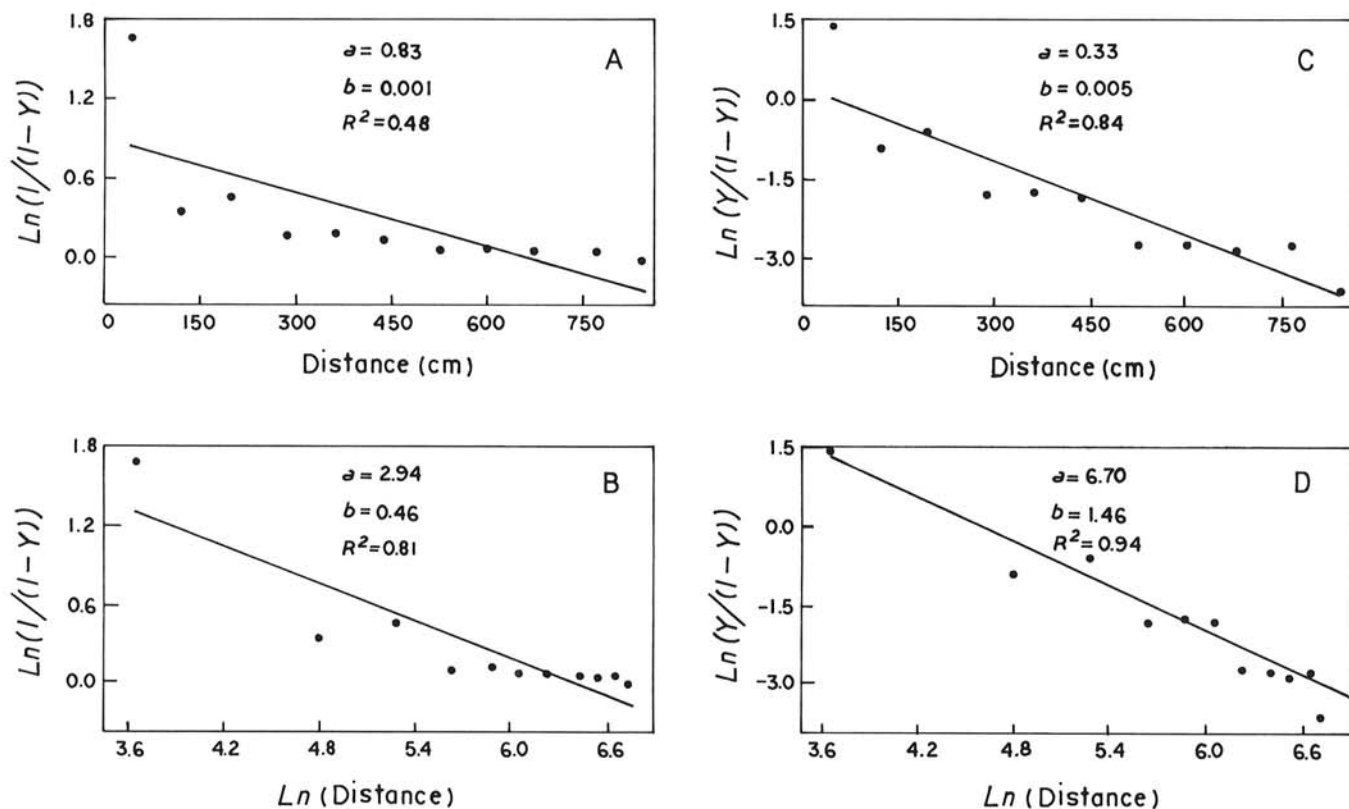 A
Ln(1/(1-Y))
1.8
1.2
0.6
0.0
a = 0.83
b = 0.001
R²=0.48
0 150 300 450 600 750
Distance (cm)
C
Ln(Y/(1-Y))
1.5
0.0
-1.5
-3.0
a = 0.33
b = 0.005
R²=0.84
0 150 300 450 600 750
Distance (cm)
B
Ln(1/(1-Y))
1.8
1.2
0.6
0.0
a = 2.94
b = 0.46
R²=0.81
3.6 4.2 4.8 5.4 6.0 6.6
Ln (Distance)
D
Ln(Y/(1-Y))
1.5
0.0
-1.5
-3.0
a = 6.70
b = 1.46
R²=0.94
3.6 4.2 4.8 5.4 6.0 6.6
Ln (Distance)